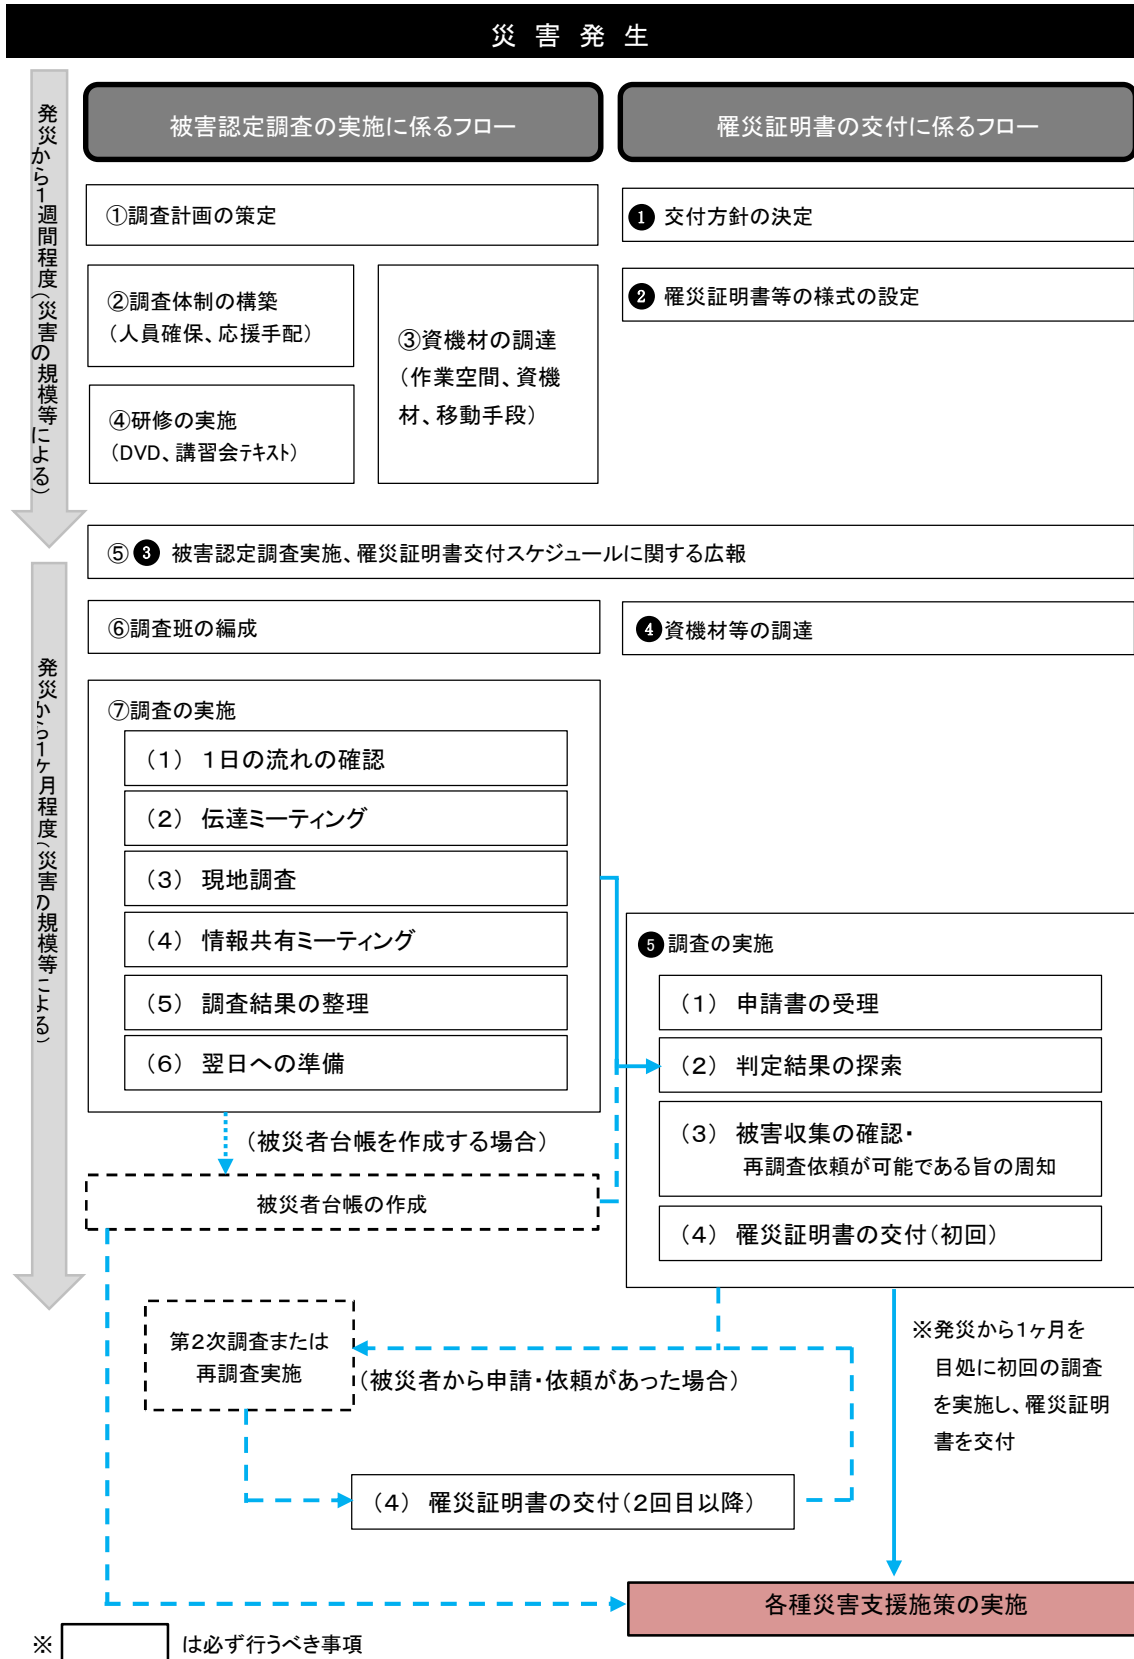 災害発生
発災から1週間程度（災害の規模等による）
被害認定調査の実施に係るフロー
罹災証明書の交付に係るフロー
①調査計画の策定
❶ 交付方針の決定
②調査体制の構築
（人員確保、応援手配）
③資機材の調達
（作業空間、資機
材、移動手段）
❷ 罹災証明書等の様式の設定
④研修の実施
（DVD、講習会テキスト）
⑤❸ 被害認定調査実施、罹災証明書交付スケジュールに関する広報
発災から1ヶ月程度（災害の規模等による）
⑥調査班の編成
❹資機材等の調達
⑦調査の実施
（1） 1日の流れの確認
（2） 伝達ミーティング
（3） 現地調査
（4） 情報共有ミーティング
（5） 調査結果の整理
（6） 翌日への準備
❺調査の実施
（1） 申請書の受理
（2） 判定結果の探索
（3） 被害収集の確認・
再調査依頼が可能である旨の周知
（4） 罹災証明書の交付（初回）
（被災者台帳を作成する場合）
被災者台帳の作成
第2次調査または
再調査実施
（被災者から申請・依頼があった場合）
※発災から1ヶ月を
目処に初回の調査
を実施し、罹災証明
書を交付
（4） 罹災証明書の交付（2回目以降）
各種災害支援施策の実施
※ は必ず行うべき事項